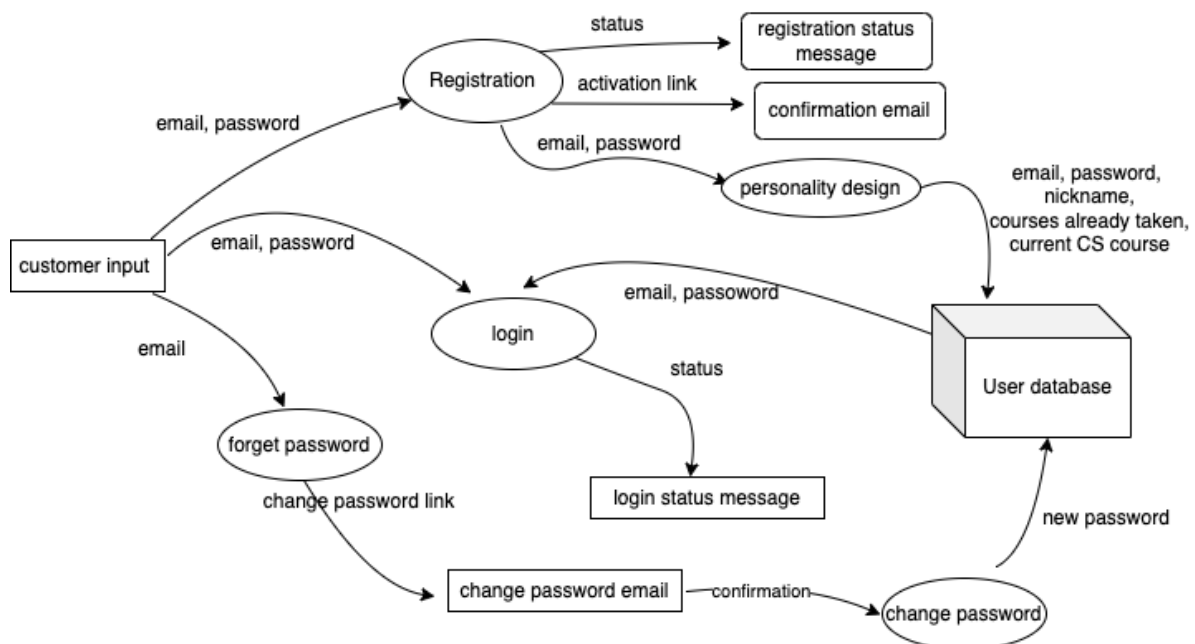 status
registration status
message
Registration
activation link
confirmation email
email, password
email, password
personality design
email, password,
nickname,
courses already taken,
current CS course
email, password
customer input
email, passoword
login
email
status
User database
forget password
change password link
login status message
new password
change password email
confirmation
change password